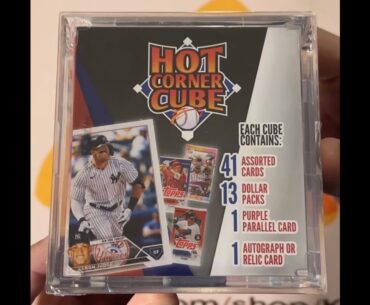 HOT
CORNER
CUBE
EACH CUBE
CONTAINS:
41 ASSORTED
CARDS
13 DOLLAR
PACKS
1 PURPLE
PARALLEL CARD
1 AUTOGRAPH OR
RELIC CARD
TOPPS